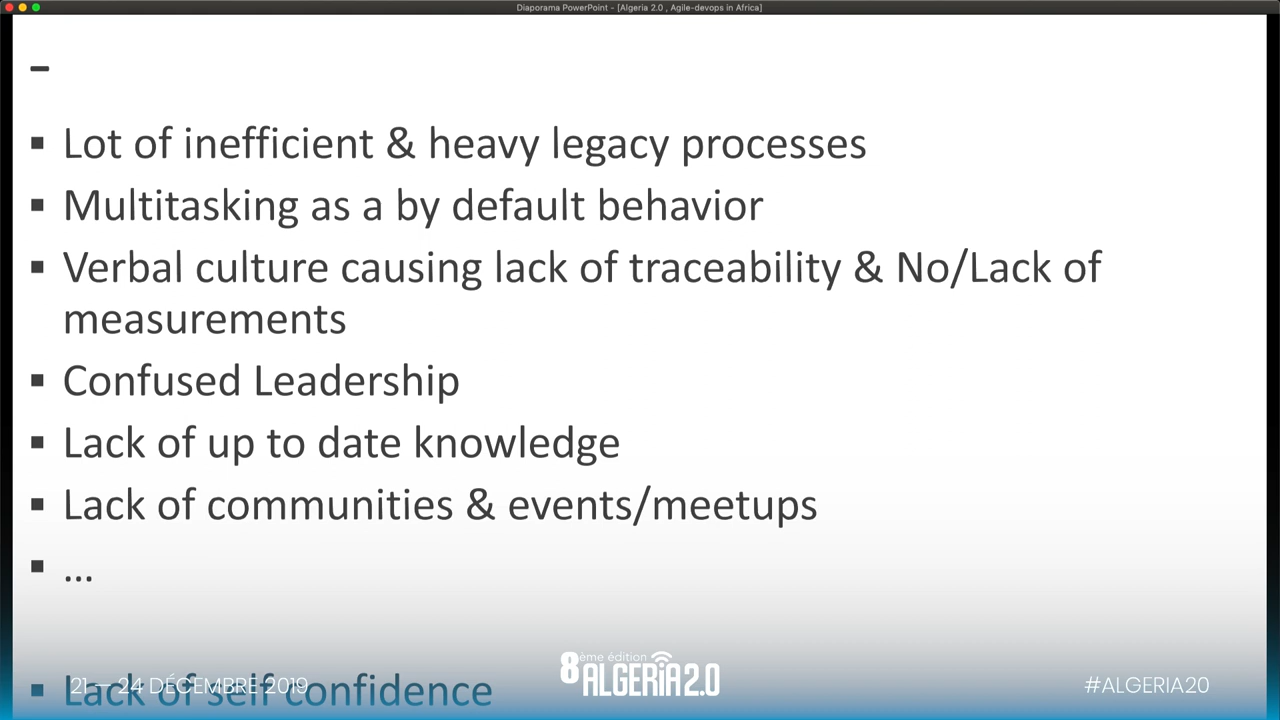 Diaporama PowerPoint - [Algeria 2.0 , Agile-devops in Africa]
–
▪ Lot of inefficient & heavy legacy processes
▪ Multitasking as a by default behavior
▪ Verbal culture causing lack of traceability & No/Lack of
measurements
▪ Confused Leadership
▪ Lack of up to date knowledge
▪ Lack of communities & events/meetups
▪ ...
▪ Lack of self confidence
21 — 24 DÉCEMBRE 2019
8ème édition
ALGERIA 2.0
#ALGERIA20